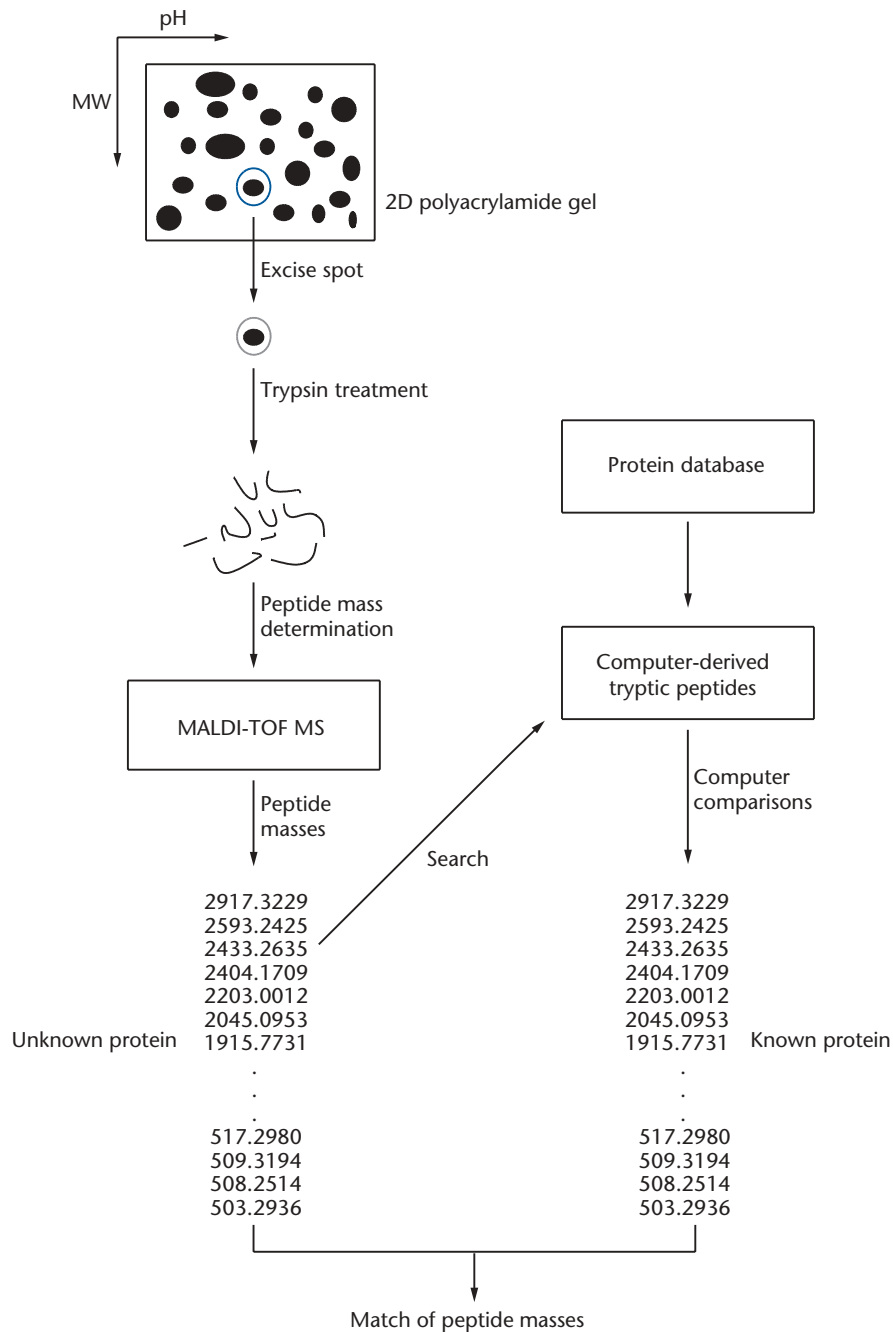 pH
MW
2D polyacrylamide gel
Excise spot
Trypsin treatment
Protein database
Peptide mass
determination
Computer-derived
tryptic peptides
MALDI-TOF MS
Peptide
masses
Computer
comparisons
Search
2917.3229
2593.2425
2433.2635
2404.1709
2203.0012
2045.0953
Unknown protein 1915.7731
.
.
.
517.2980
509.3194
508.2514
503.2936
2917.3229
2593.2425
2433.2635
2404.1709
2203.0012
2045.0953
1915.7731 Known protein
.
.
.
517.2980
509.3194
508.2514
503.2936
Match of peptide masses